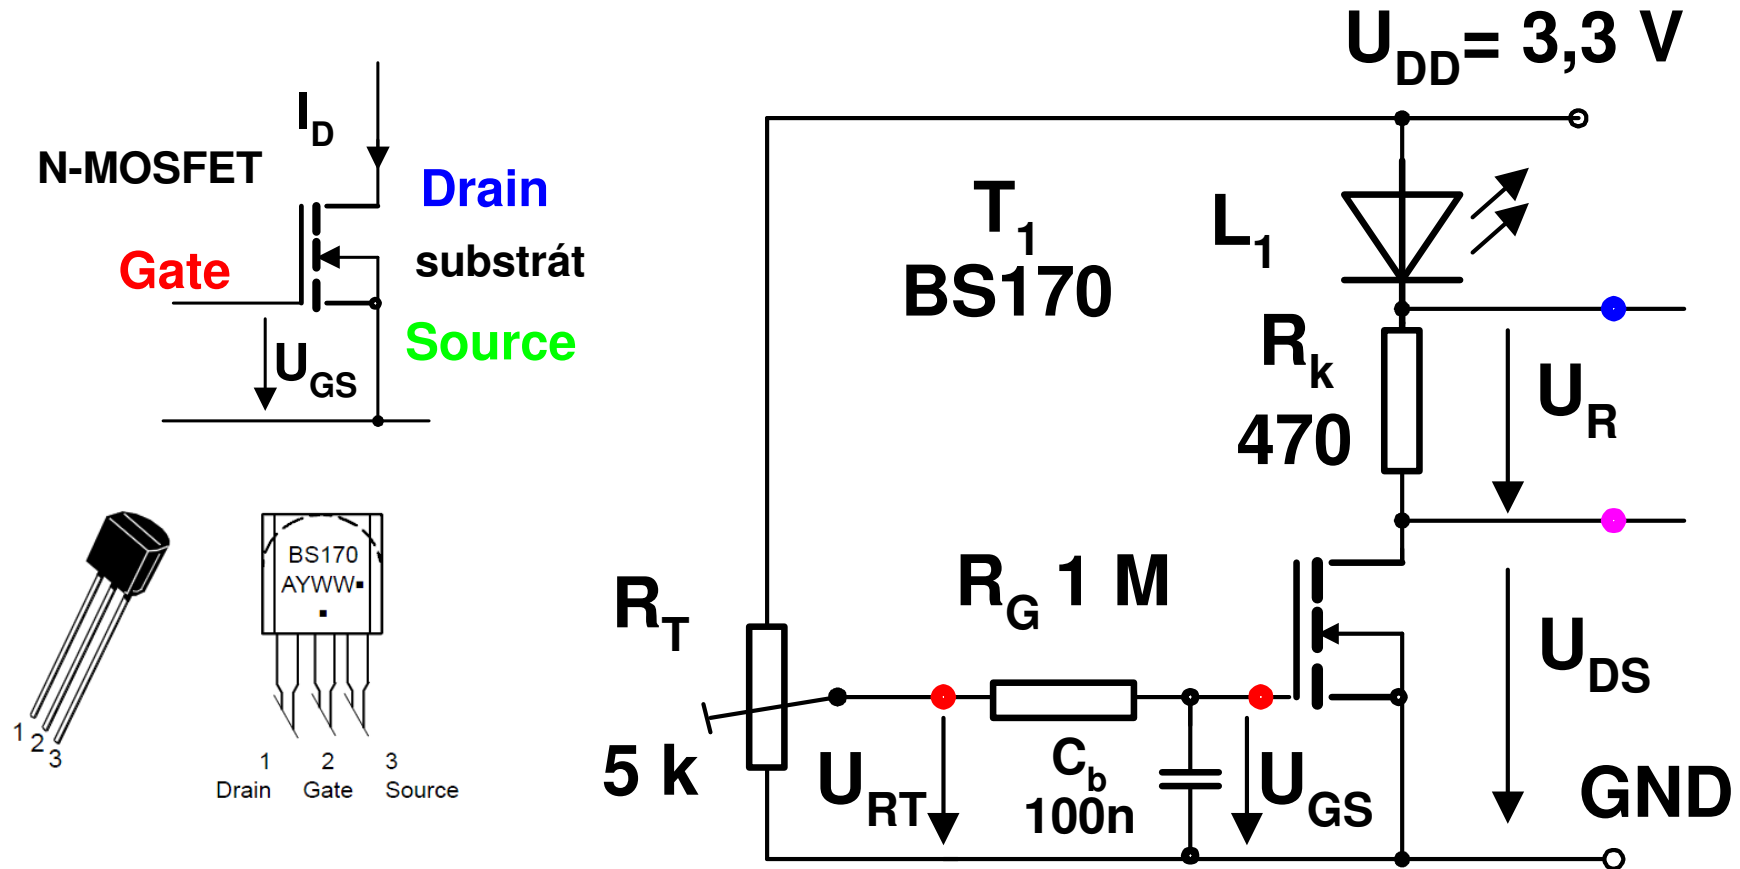 U_DD= 3,3 V
I_D
N-MOSFET
Drain
substrát
Gate
Source
U_GS
T_1
BS170
L_1
R_k
470
U_R
BS170
AYWW▪
▪
1
2
3
1 2 3
Drain Gate Source
R_T
5 k
R_G 1 M
U_RT
C_b
100n
U_GS
U_DS
GND